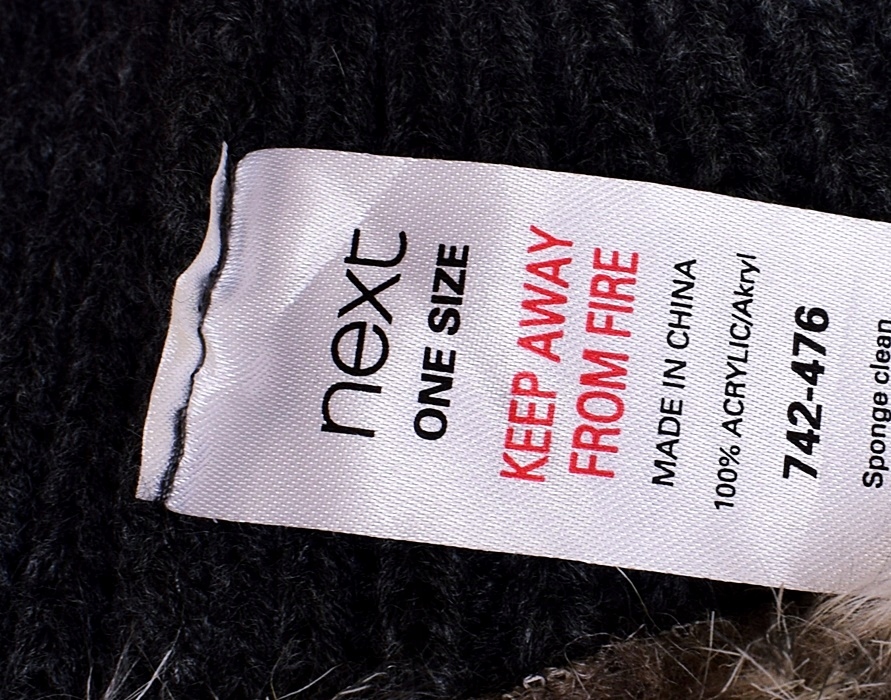 next
ONE SIZE
KEEP AWAY
FROM FIRE
MADE IN CHINA
100% ACRYLIC/Akryl
742-476
Sponge clean